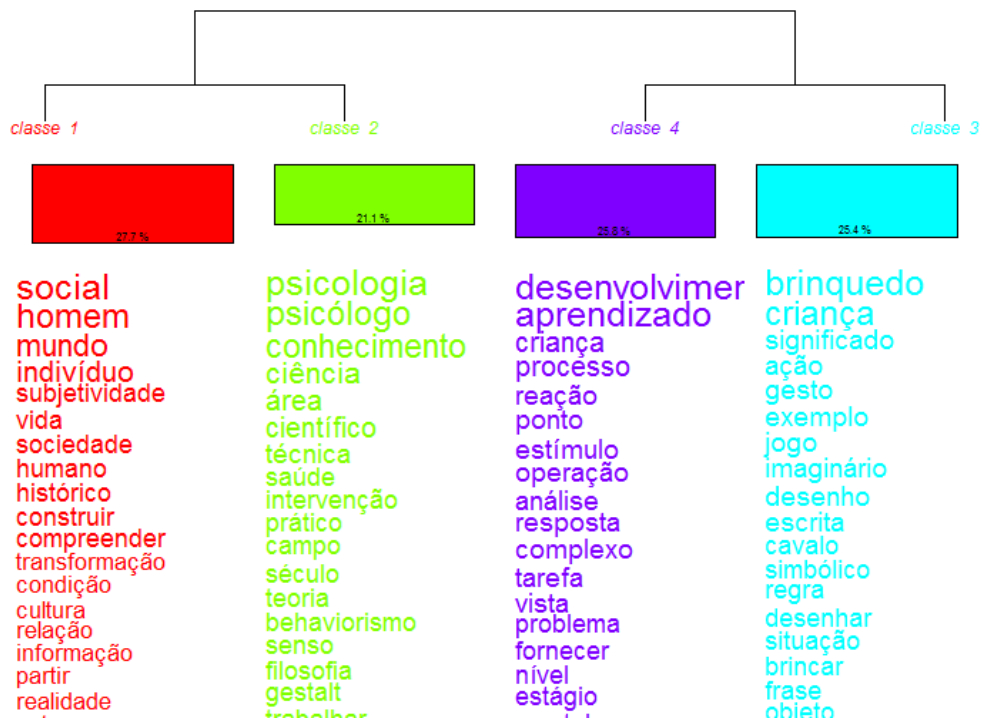 classe 1
classe 2
classe 4
classe 3
27.7 %
21.1 %
25.8 %
25.4 %
social
homem
mundo
indivíduo
subjetividade
vida
sociedade
humano
histórico
construir
compreender
transformação
condição
cultura
relação
informação
partir
realidade
psicologia
psicólogo
conhecimento
ciência
área
científico
técnica
saúde
intervenção
prático
campo
século
teoria
behaviorismo
senso
filosofia
gestalt
trabalhar
desenvolvimer
aprendizado
criança
processo
reação
ponto
estímulo
operação
análise
resposta
complexo
tarefa
vista
problema
fornecer
nível
estágio
brinquedo
criança
significado
ação
gesto
exemplo
jogo
imaginário
desenho
escrita
cavalo
simbólico
regra
desenhar
situação
brincar
frase
objeto